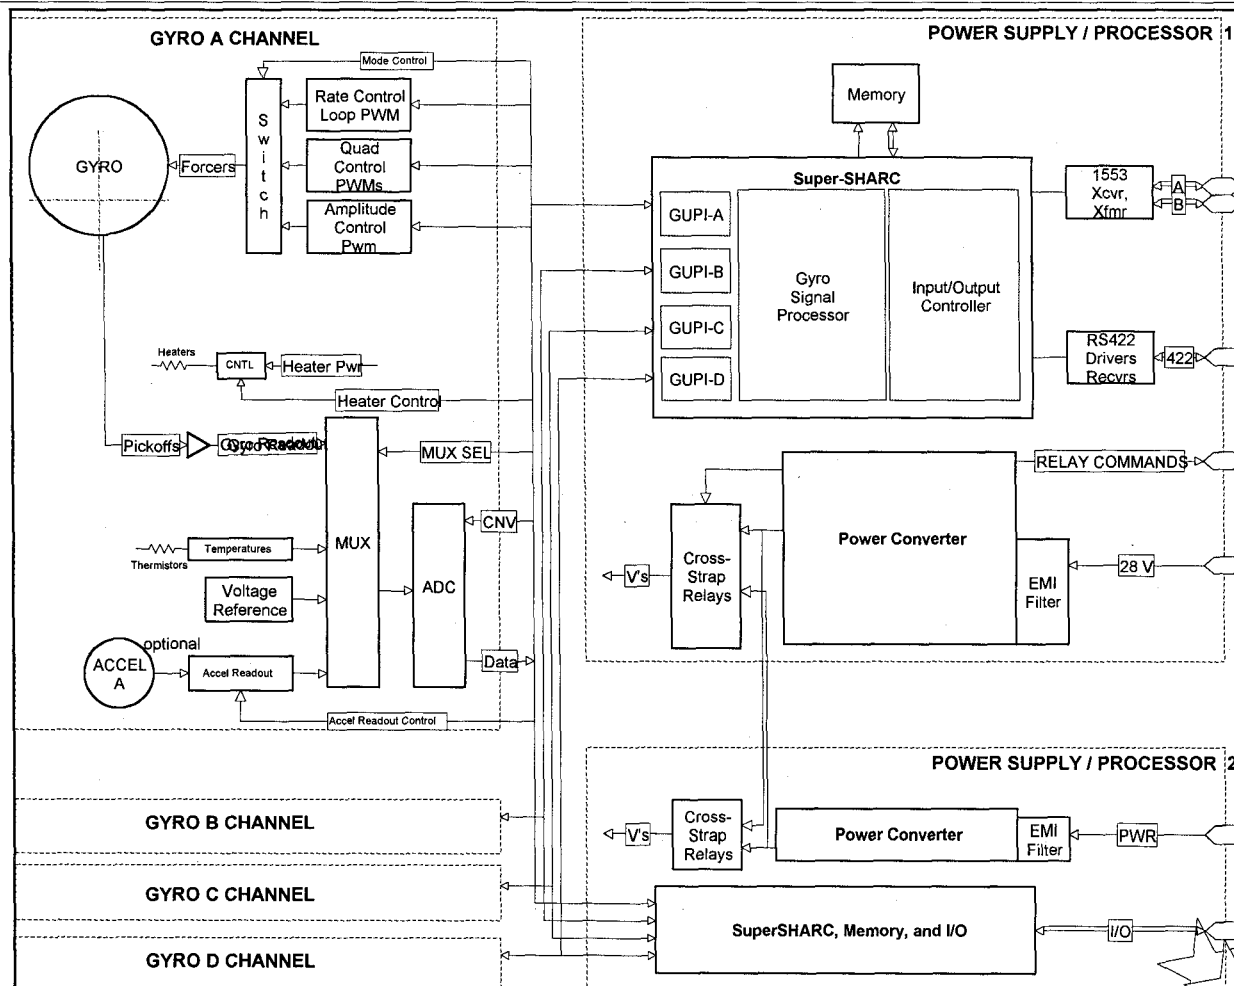 GYRO A CHANNEL
Mode Control
GYRO
Forcers
S
w
i
t
c
h
Rate Control
Loop PWM
Quad
Control
PWMs
Amplitude
Control
Pwm
Heaters
CNTL
Heater Pwr
Heater Control
Pickoffs
MUX SEL
MUX
CNV
ADC
Thermistors
Temperatures
Voltage
Reference
optional
ACCEL
A
Accel Readout
Data
Accel Readout Control
GYRO B CHANNEL
GYRO C CHANNEL
GYRO D CHANNEL
POWER SUPPLY / PROCESSOR 1
Memory
Super-SHARC
GUPI-A
GUPI-B
GUPI-C
GUPI-D
Gyro
Signal
Processor
Input/Output
Controller
1553
Xcvr,
Xfmr
A
B
RS422
Drivers
Recvrs
422
RELAY COMMANDS
Power Converter
Cross-
Strap
Relays
V's
EMI
Filter
28 V
POWER SUPPLY / PROCESSOR 2
V's
Cross-
Strap
Relays
Power Converter
EMI
Filter
PWR
SuperSHARC, Memory, and I/O
I/O